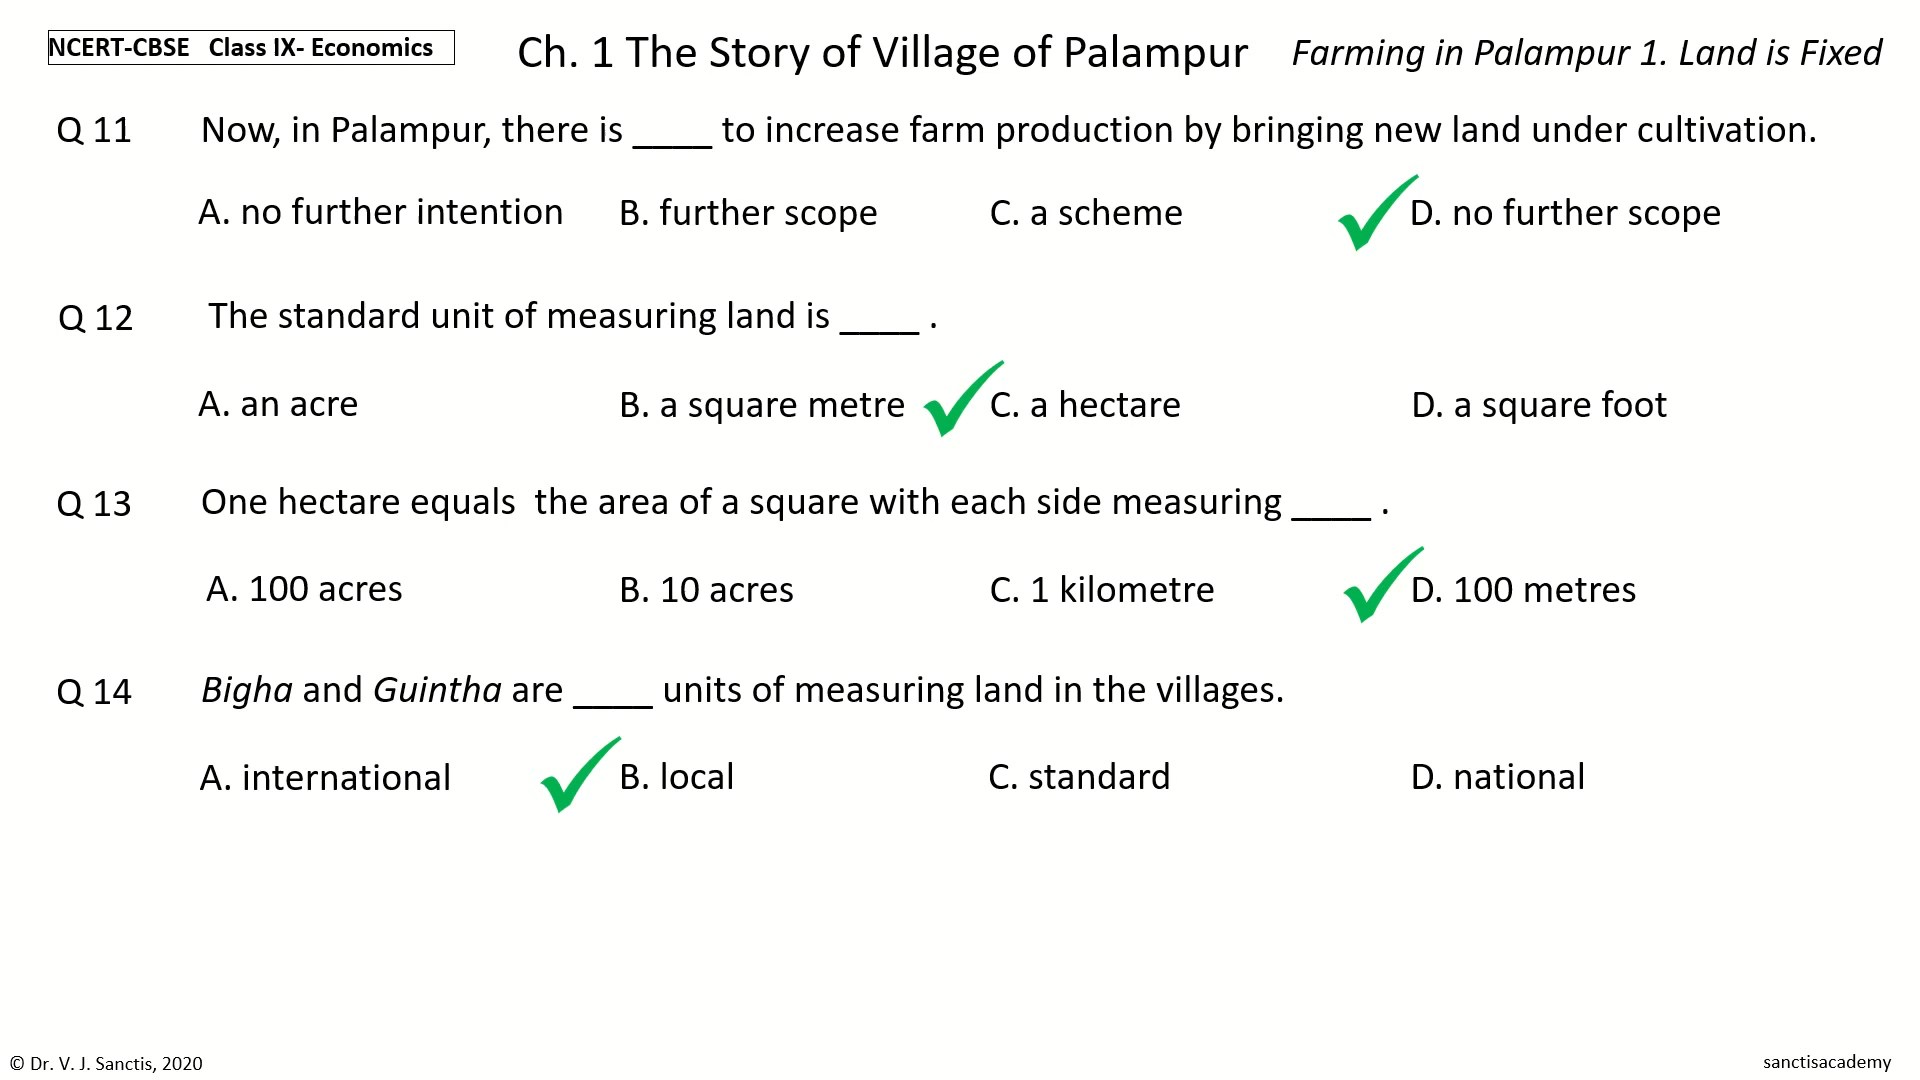 NCERT-CBSE Class IX- Economics
Ch. 1 The Story of Village of Palampur
Farming in Palampur 1. Land is Fixed
Q 11 Now, in Palampur, there is ____ to increase farm production by bringing new land under cultivation.
A. no further intention B. further scope C. a scheme D. no further scope
Q 12 The standard unit of measuring land is ____ .
A. an acre B. a square metre C. a hectare D. a square foot
Q 13 One hectare equals the area of a square with each side measuring ____ .
A. 100 acres B. 10 acres C. 1 kilometre D. 100 metres
Q 14 Bigha and Guintha are ____ units of measuring land in the villages.
A. international B. local C. standard D. national
© Dr. V. J. Sanctis, 2020
sanctisacademy